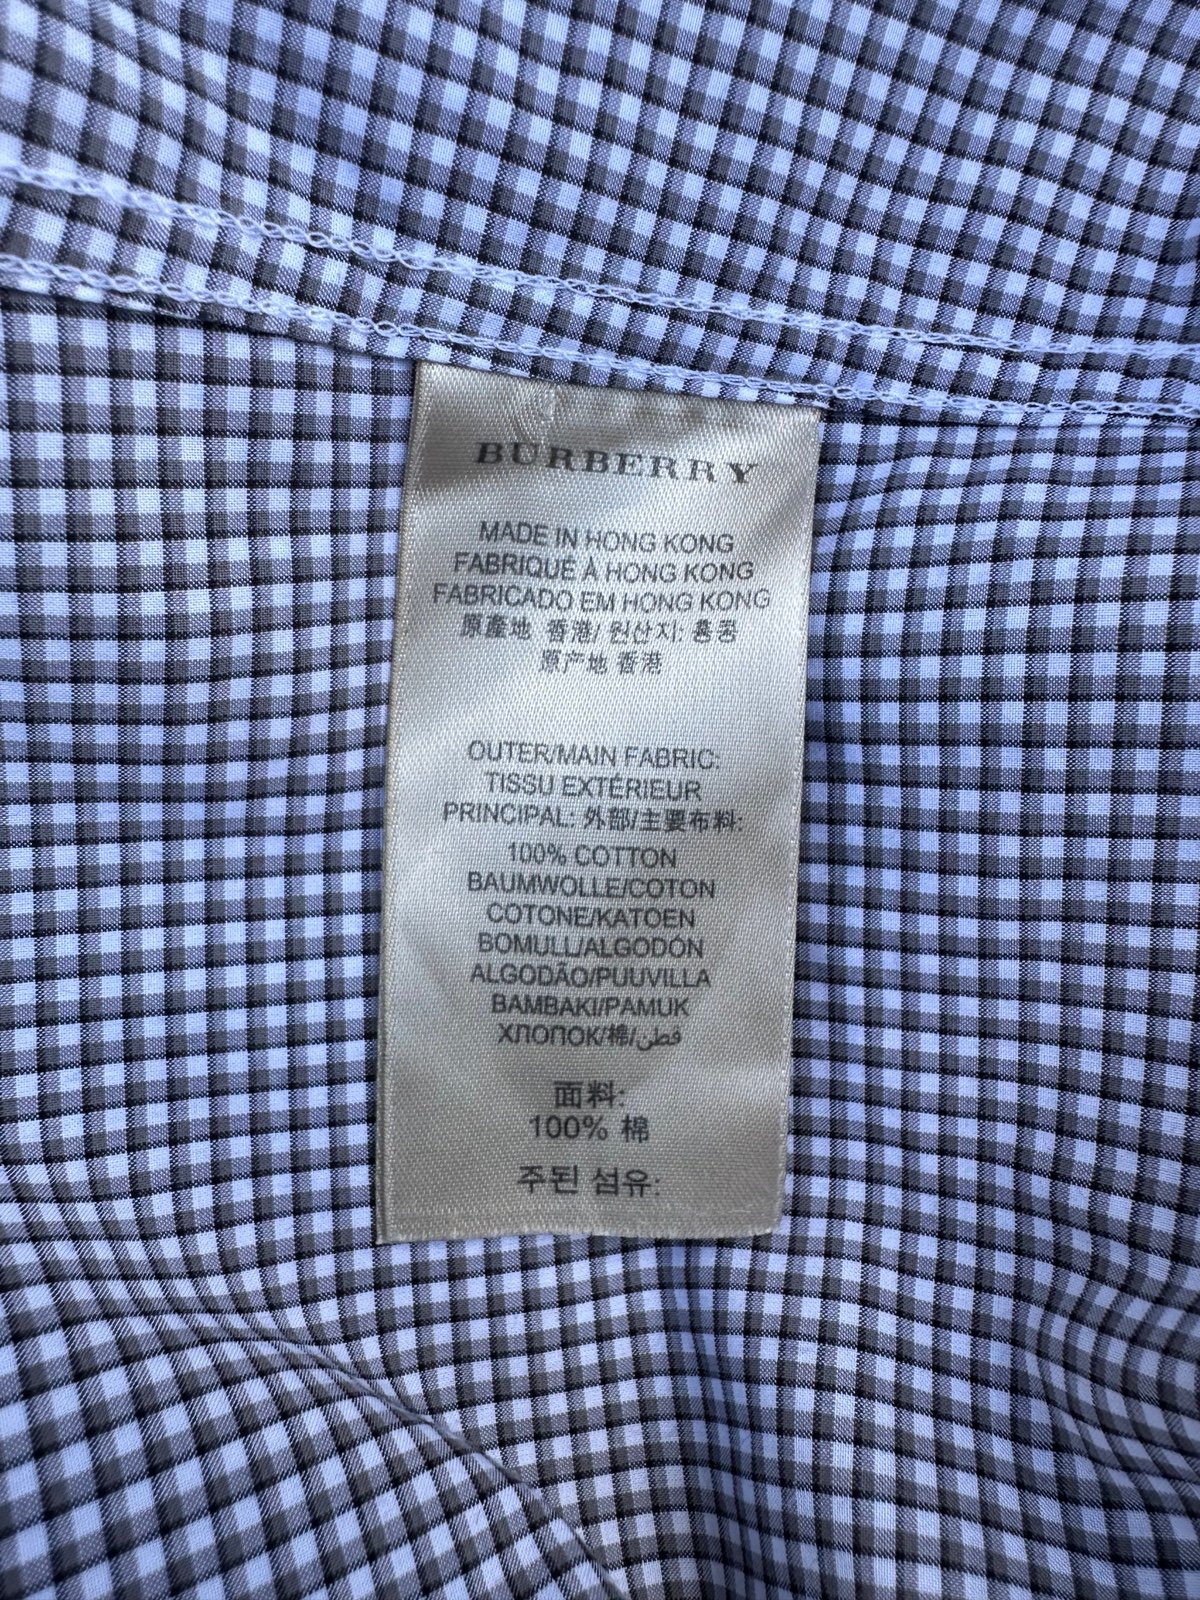 BURBERRY
MADE IN HONG KONG
FABRIQUÉ À HONG KONG
FABRICADO EM HONG KONG
原產地 香港/ 원산지: 홍콩
原产地 香港
OUTER/MAIN FABRIC:
TISSU EXTÉRIEUR
PRINCIPAL: 外部/主要布料:
100% COTTON
BAUMWOLLE/COTON
COTONE/KATOEN
BOMULL/ALGODÓN
ALGODÃO/PUUVILLA
BAMBAKI/PAMUK
ХЛОПОК/棉/قطن
面料:
100% 棉
주된 섬유: